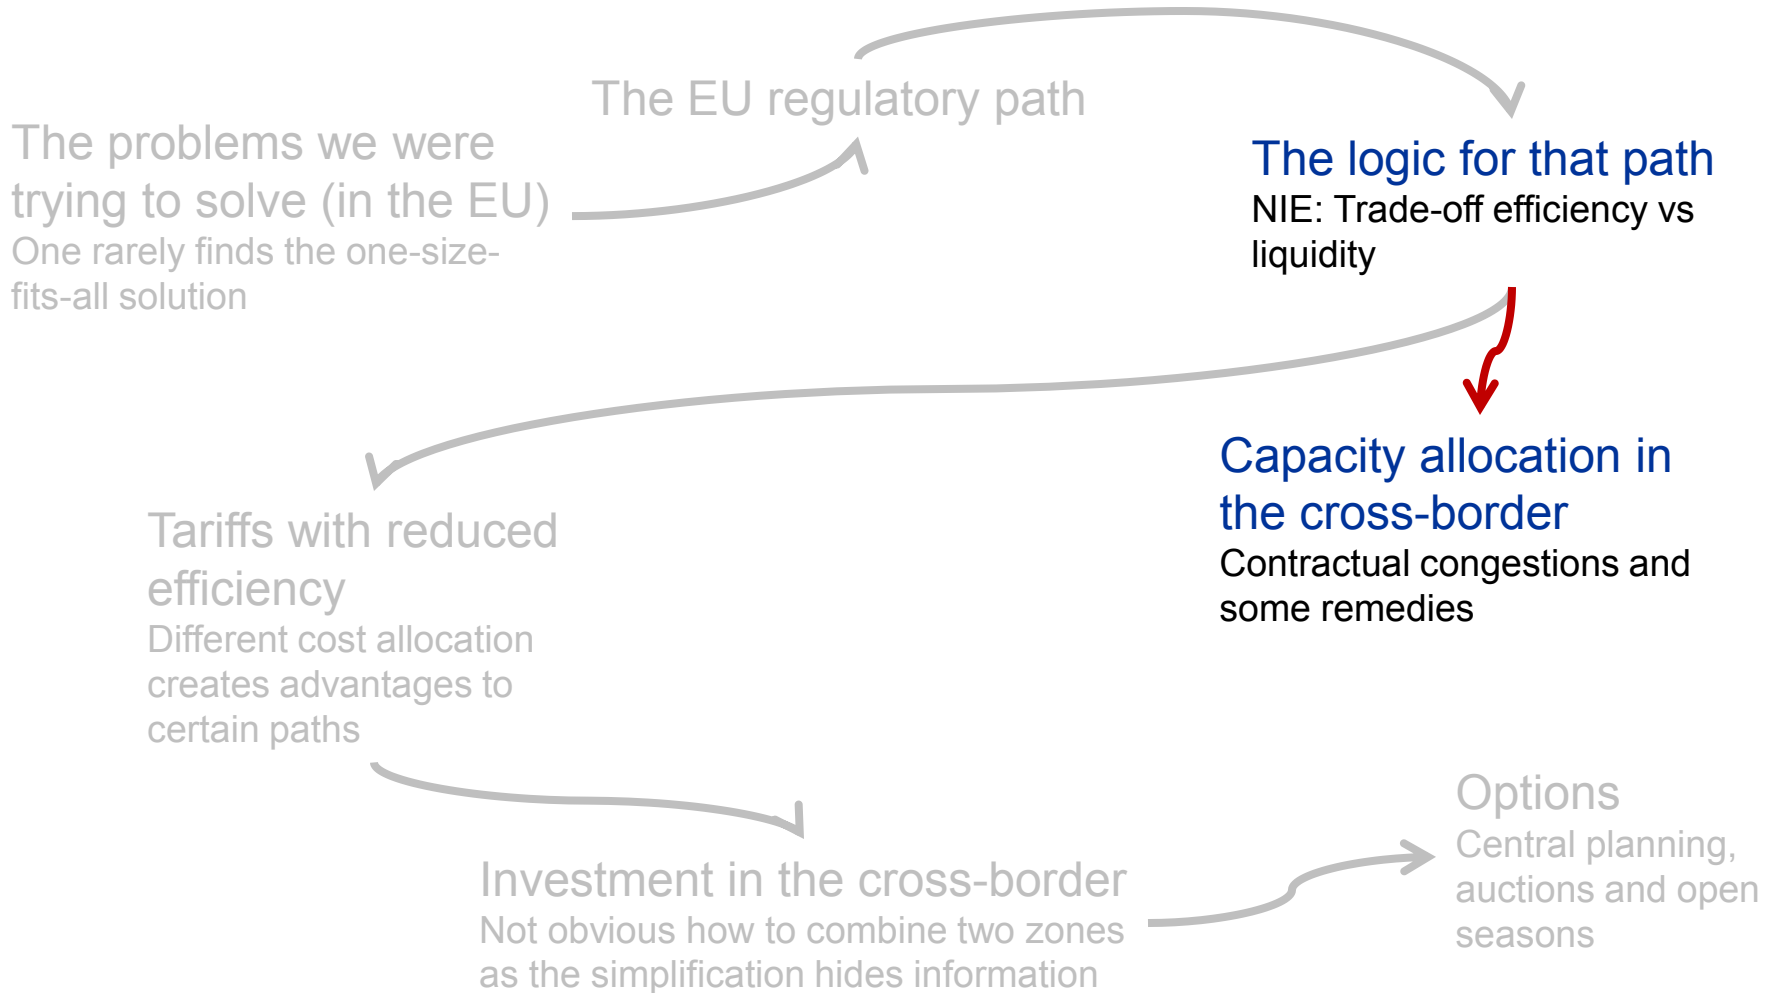 The problems we were
trying to solve (in the EU)
One rarely finds the one-size-
fits-all solution
The EU regulatory path
The logic for that path
NIE: Trade-off efficiency vs
liquidity
Capacity allocation in
the cross-border
Contractual congestions and
some remedies
Tariffs with reduced
efficiency
Different cost allocation
creates advantages to
certain paths
Investment in the cross-border
Not obvious how to combine two zones
as the simplification hides information
Options
Central planning,
auctions and open
seasons